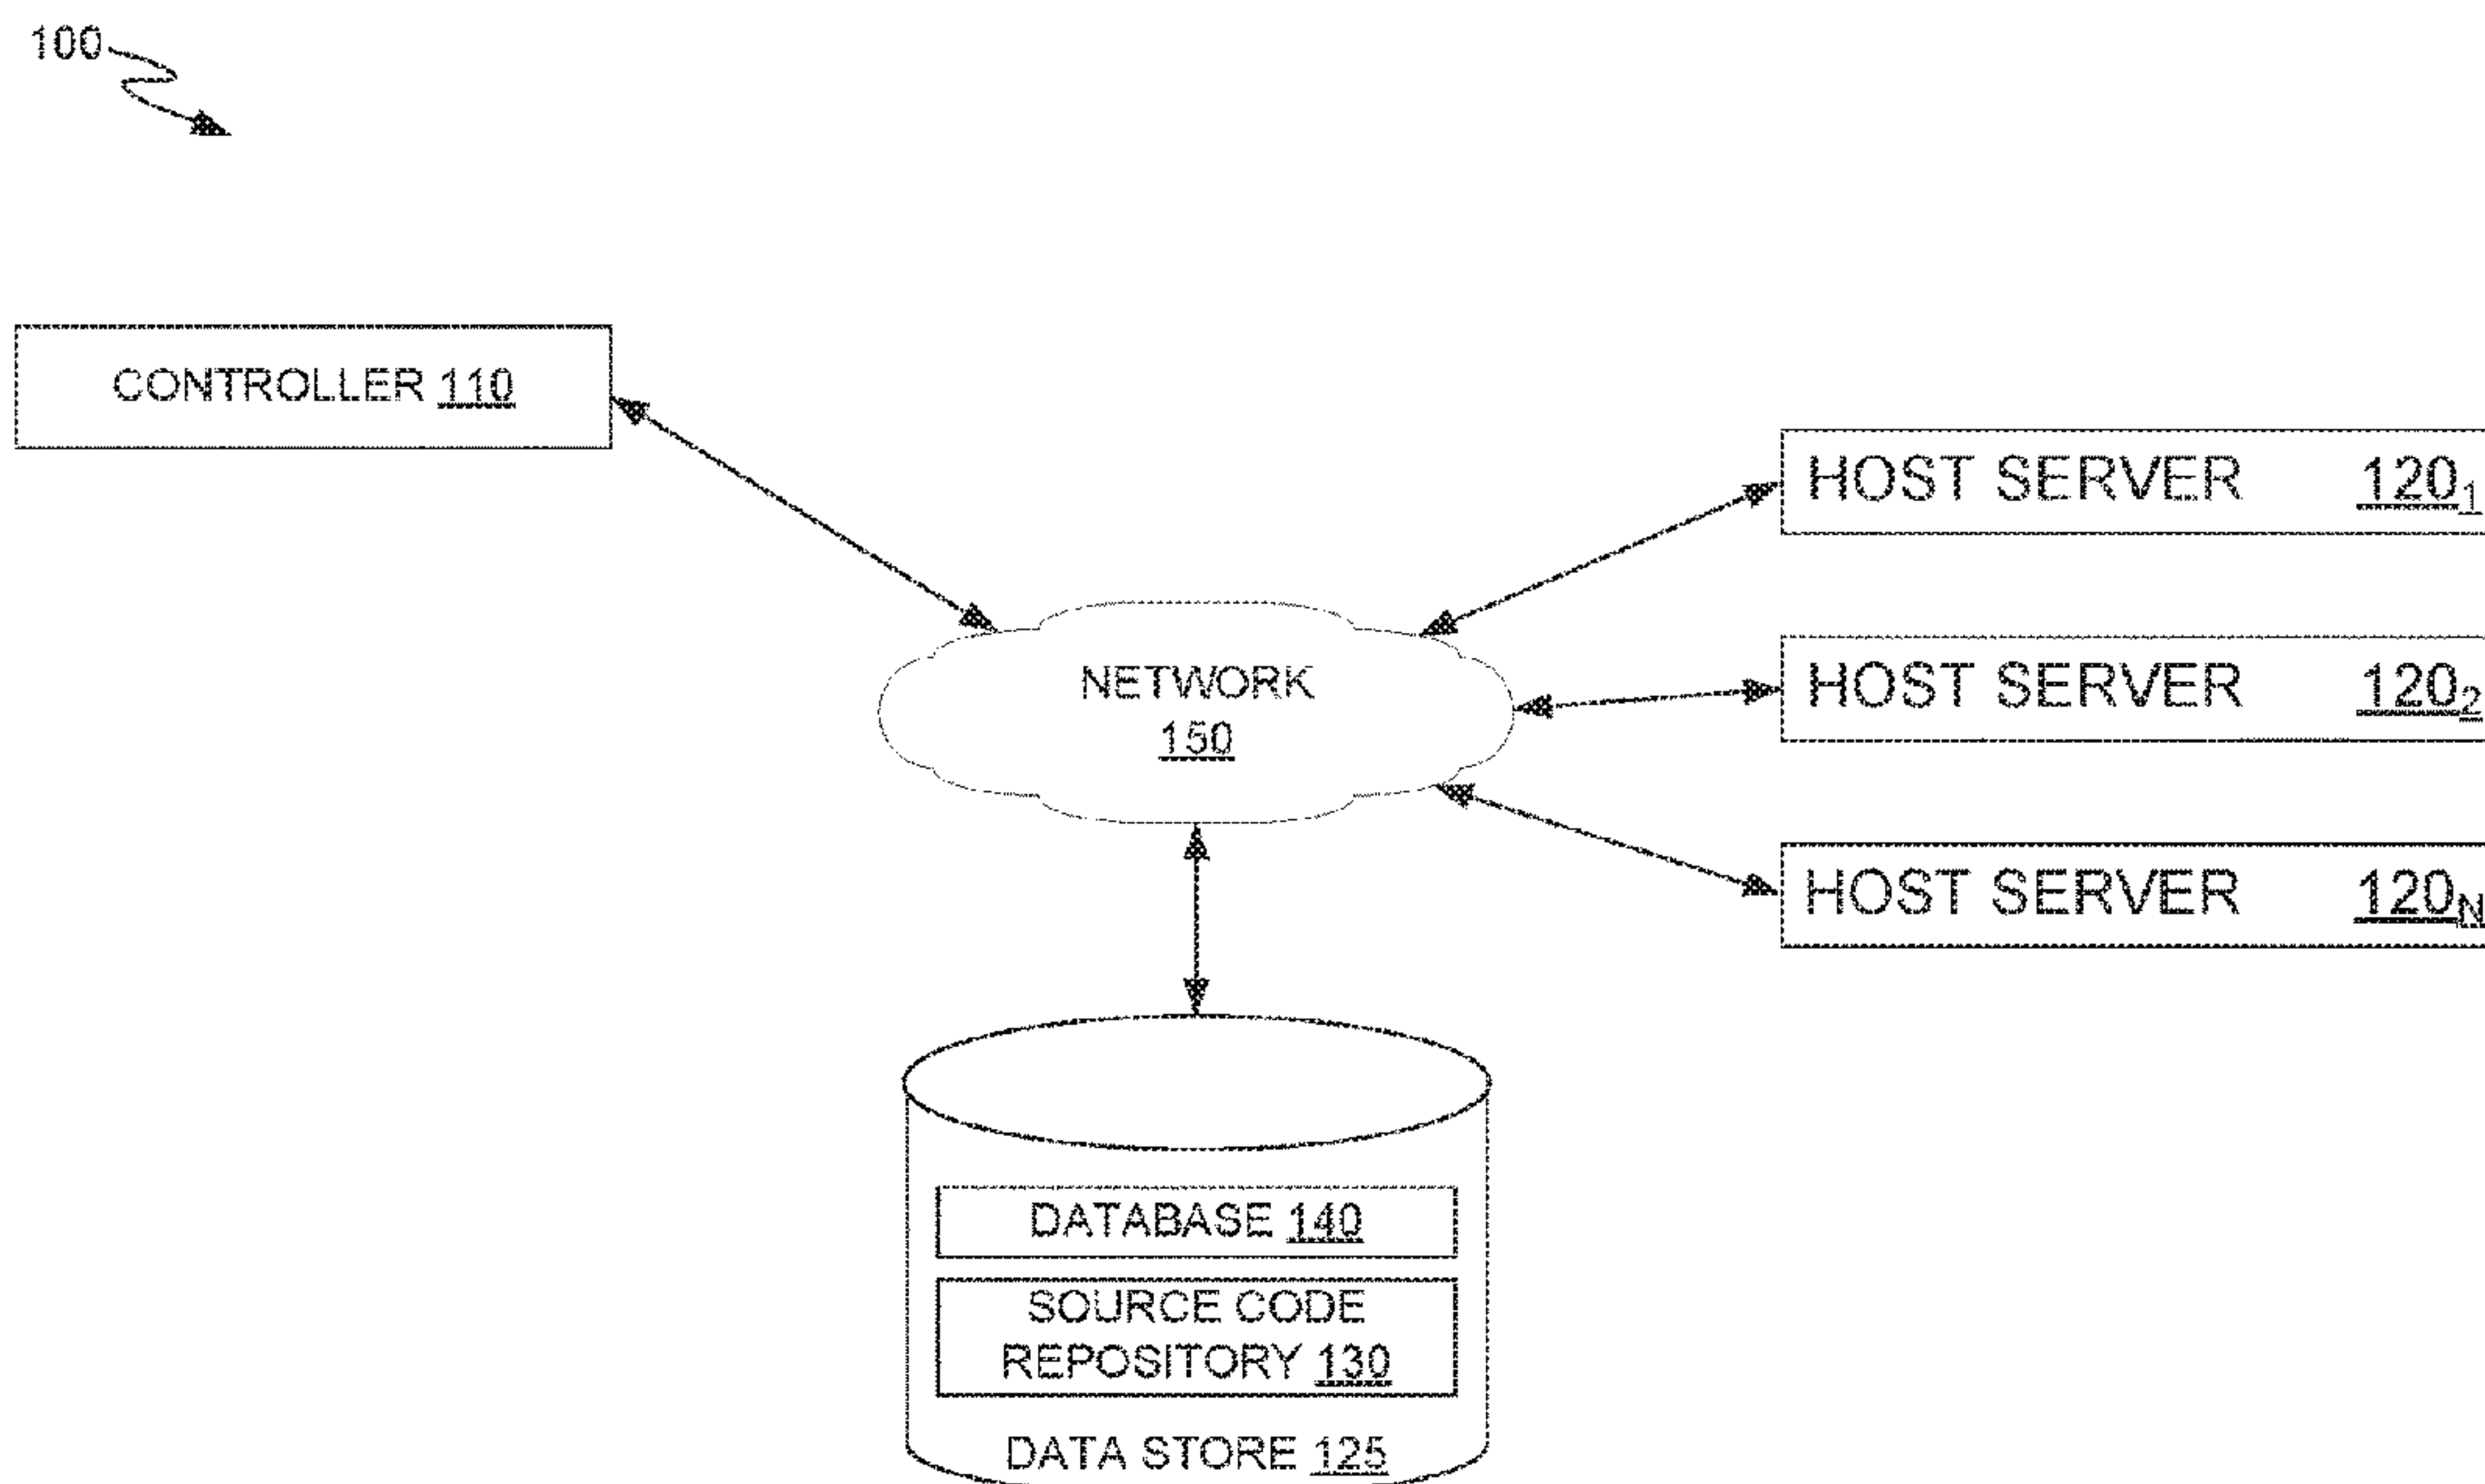 100
CONTROLLER 110
HOST SERVER 120₁
NETWORK
150
HOST SERVER 120₂
HOST SERVER 120N
DATABASE 140
SOURCE CODE
REPOSITORY 130
DATA STORE 125